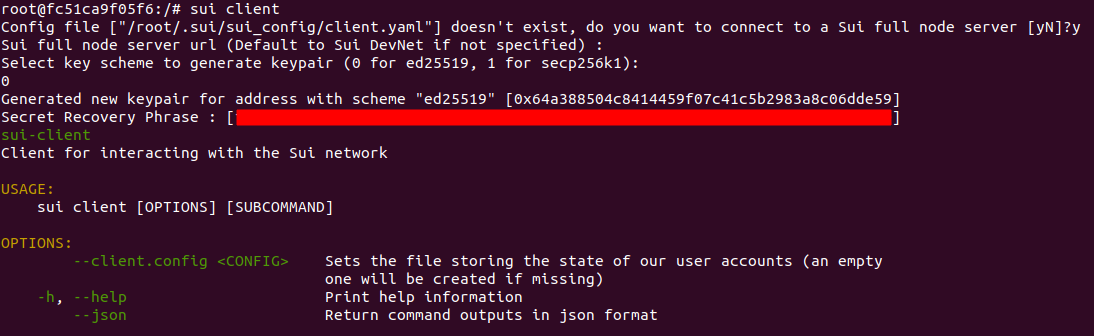 root@fc51ca9f05f6:/# sui client
Config file ["/root/.sui/sui_config/client.yaml"] doesn't exist, do you want to connect to a Sui full node server [yN]?y
Sui full node server url (Default to Sui DevNet if not specified) :
Select key scheme to generate keypair (0 for ed25519, 1 for secp256k1):
0
Generated new keypair for address with scheme "ed25519" [0x64a388504c8414459f07c41c5b2983a8c06dde59]
Secret Recovery Phrase : [ ]
sui-client
Client for interacting with the Sui network
USAGE:
sui client [OPTIONS] [SUBCOMMAND]
OPTIONS:
--client.config <CONFIG> Sets the file storing the state of our user accounts (an empty
one will be created if missing)
-h, --help Print help information
--json Return command outputs in json format